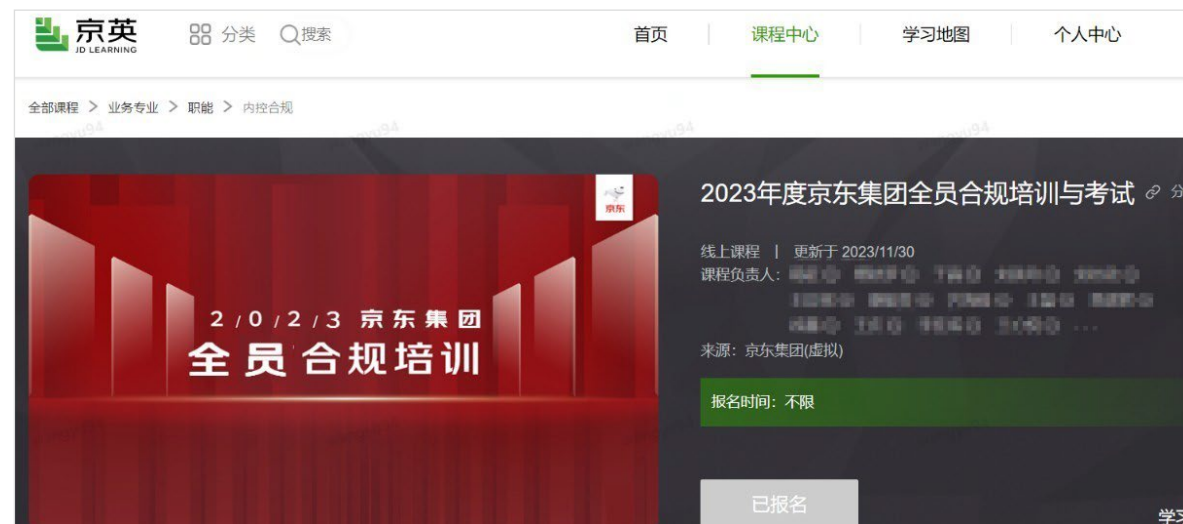 京英
JD LEARNING
分类
搜索
首页
课程中心
学习地图
个人中心
全部课程 > 业务专业 > 职能 > 内控合规
京东
2/0/2/3 京东集团
全员合规培训
2023年度京东集团全员合规培训与考试
线上课程 | 更新于 2023/11/30
课程负责人：
来源：京东集团(虚拟)
报名时间：不限
已报名
学习